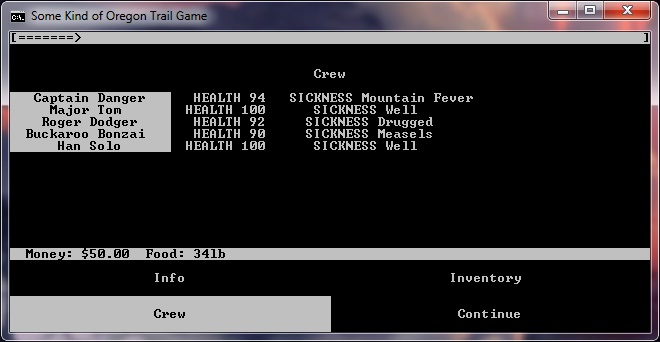 Some Kind of Oregon Trail Game
[=======> ]
Crew
Captain Danger HEALTH 94 SICKNESS Mountain Fever
Major Tom HEALTH 100 SICKNESS Well
Roger Dodger HEALTH 92 SICKNESS Drugged
Buckaroo Bonzai HEALTH 90 SICKNESS Measels
Han Solo HEALTH 100 SICKNESS Well
Money: $50.00 Food: 34lb
Info Inventory
Crew Continue